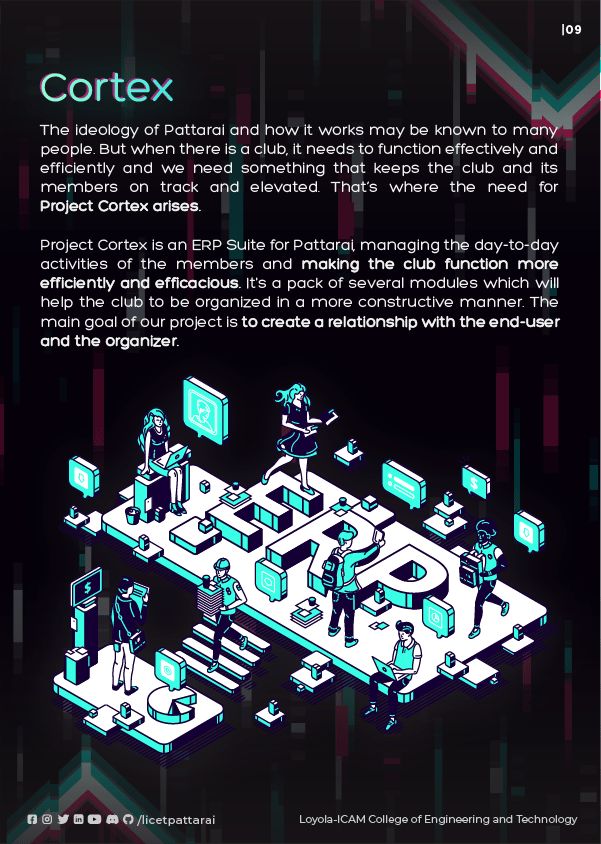 |09
Cortex
The ideology of Pattarai and how it works may be known to many
people. But when there is a club, it needs to function effectively and
efficiently and we need something that keeps the club and its
members on track and elevated. That's where the need for
Project Cortex arises.
Project Cortex is an ERP Suite for Pattarai, managing the day-to-day
activities of the members and making the club function more
efficiently and efficacious. It's a pack of several modules which will
help the club to be organized in a more constructive manner. The
main goal of our project is to create a relationship with the end-user
and the organizer.
$
$
ERP
$
/licetpattarai
Loyola-ICAM College of Engineering and Technology